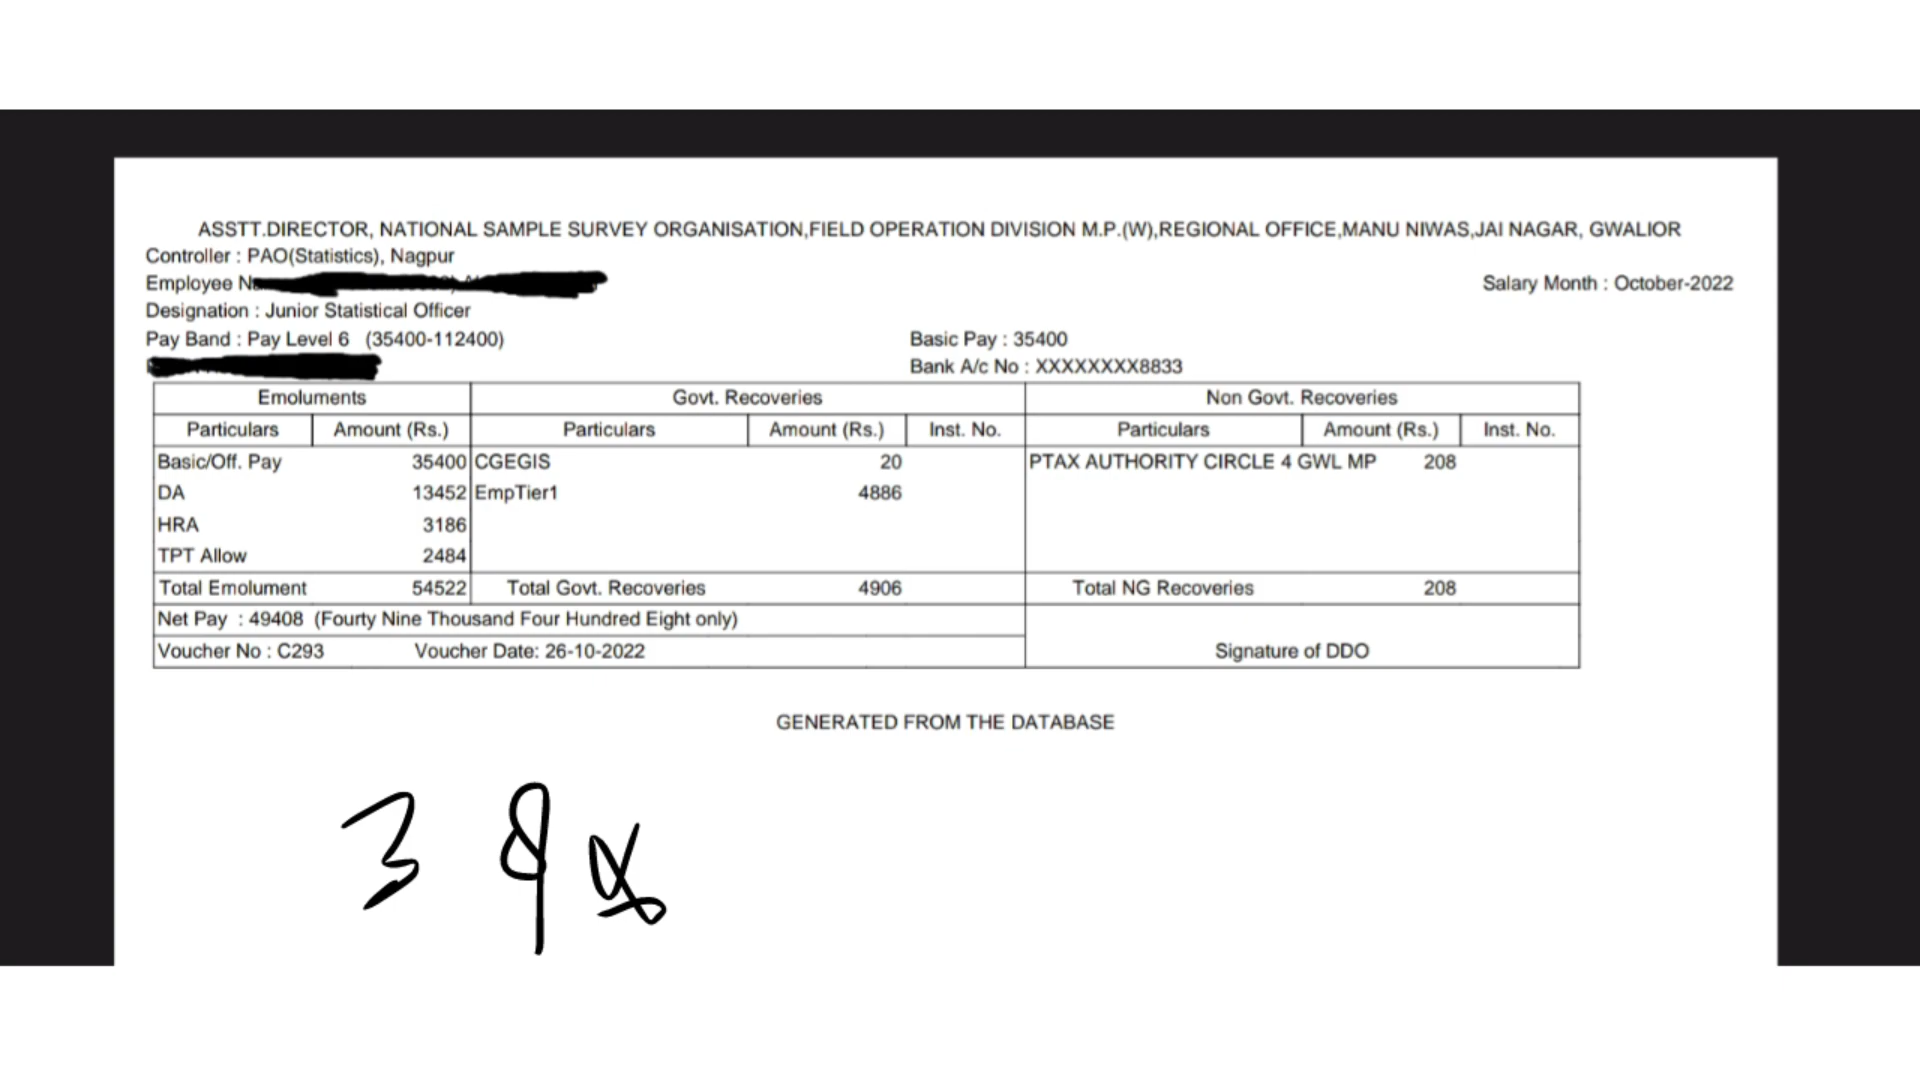 ASSTT.DIRECTOR, NATIONAL SAMPLE SURVEY ORGANISATION,FIELD OPERATION DIVISION M.P.(W),REGIONAL OFFICE,MANU NIWAS,JAI NAGAR, GWALIOR
Controller : PAO(Statistics), Nagpur
Employee Salary Month : October-2022
Designation : Junior Statistical Officer
Pay Band : Pay Level 6 (35400-112400) Basic Pay : 35400
Bank A/c No : XXXXXXXX8833
Emoluments Govt. Recoveries Non Govt. Recoveries
Particulars Amount (Rs.) Particulars Amount (Rs.) Inst. No. Particulars Amount (Rs.) Inst. No.
Basic/Off. Pay 35400 CGEGIS 20 PTAX AUTHORITY CIRCLE 4 GWL MP 208
DA 13452 EmpTier1 4886
HRA 3186
TPT Allow 2484
Total Emolument 54522 Total Govt. Recoveries 4906 Total NG Recoveries 208
Net Pay : 49408 (Fourty Nine Thousand Four Hundred Eight only)
Voucher No : C293 Voucher Date: 26-10-2022 Signature of DDO
GENERATED FROM THE DATABASE